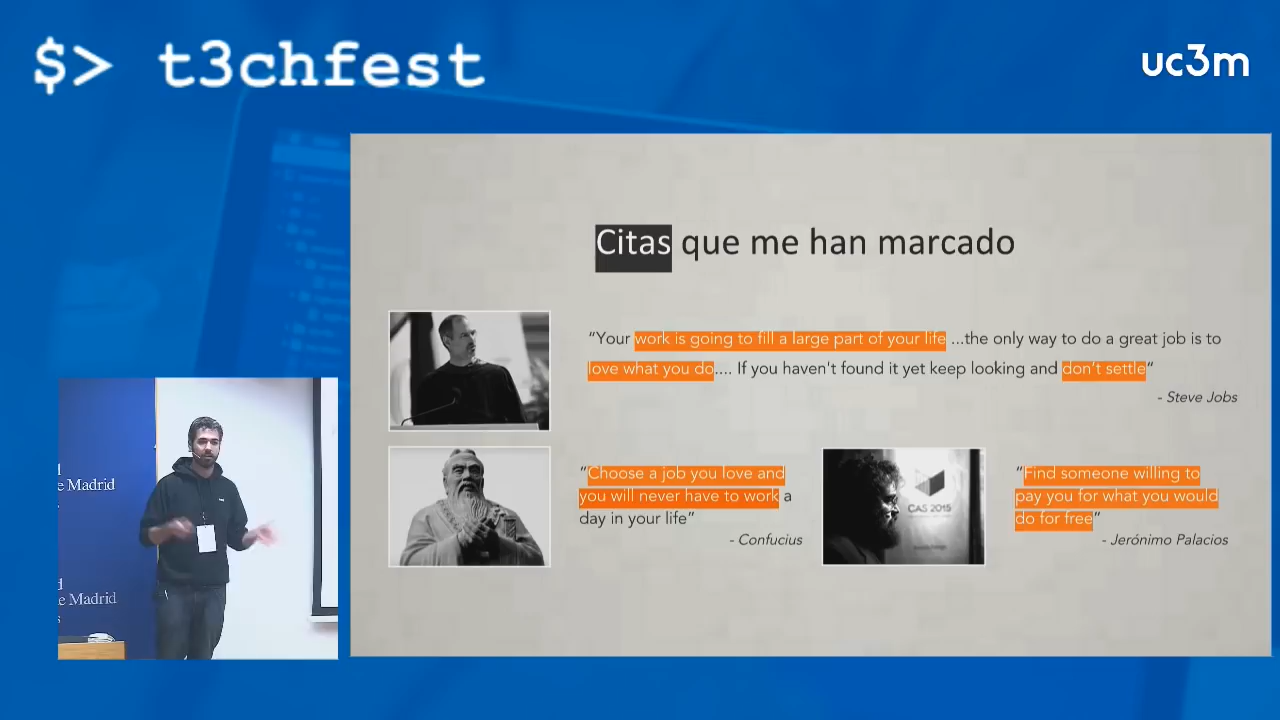 $> t3chfest
uc3m
Citas que me han marcado
“Your work is going to fill a large part of your life ...the only way to do a great job is to
love what you do.... If you haven't found it yet keep looking and don't settle“
- Steve Jobs
“Choose a job you love and
you will never have to work a
day in your life”
- Confucius
CAS 2015
“Find someone willing to
pay you for what you would
do for free”
- Jerónimo Palacios
e Madrid
e Madrid